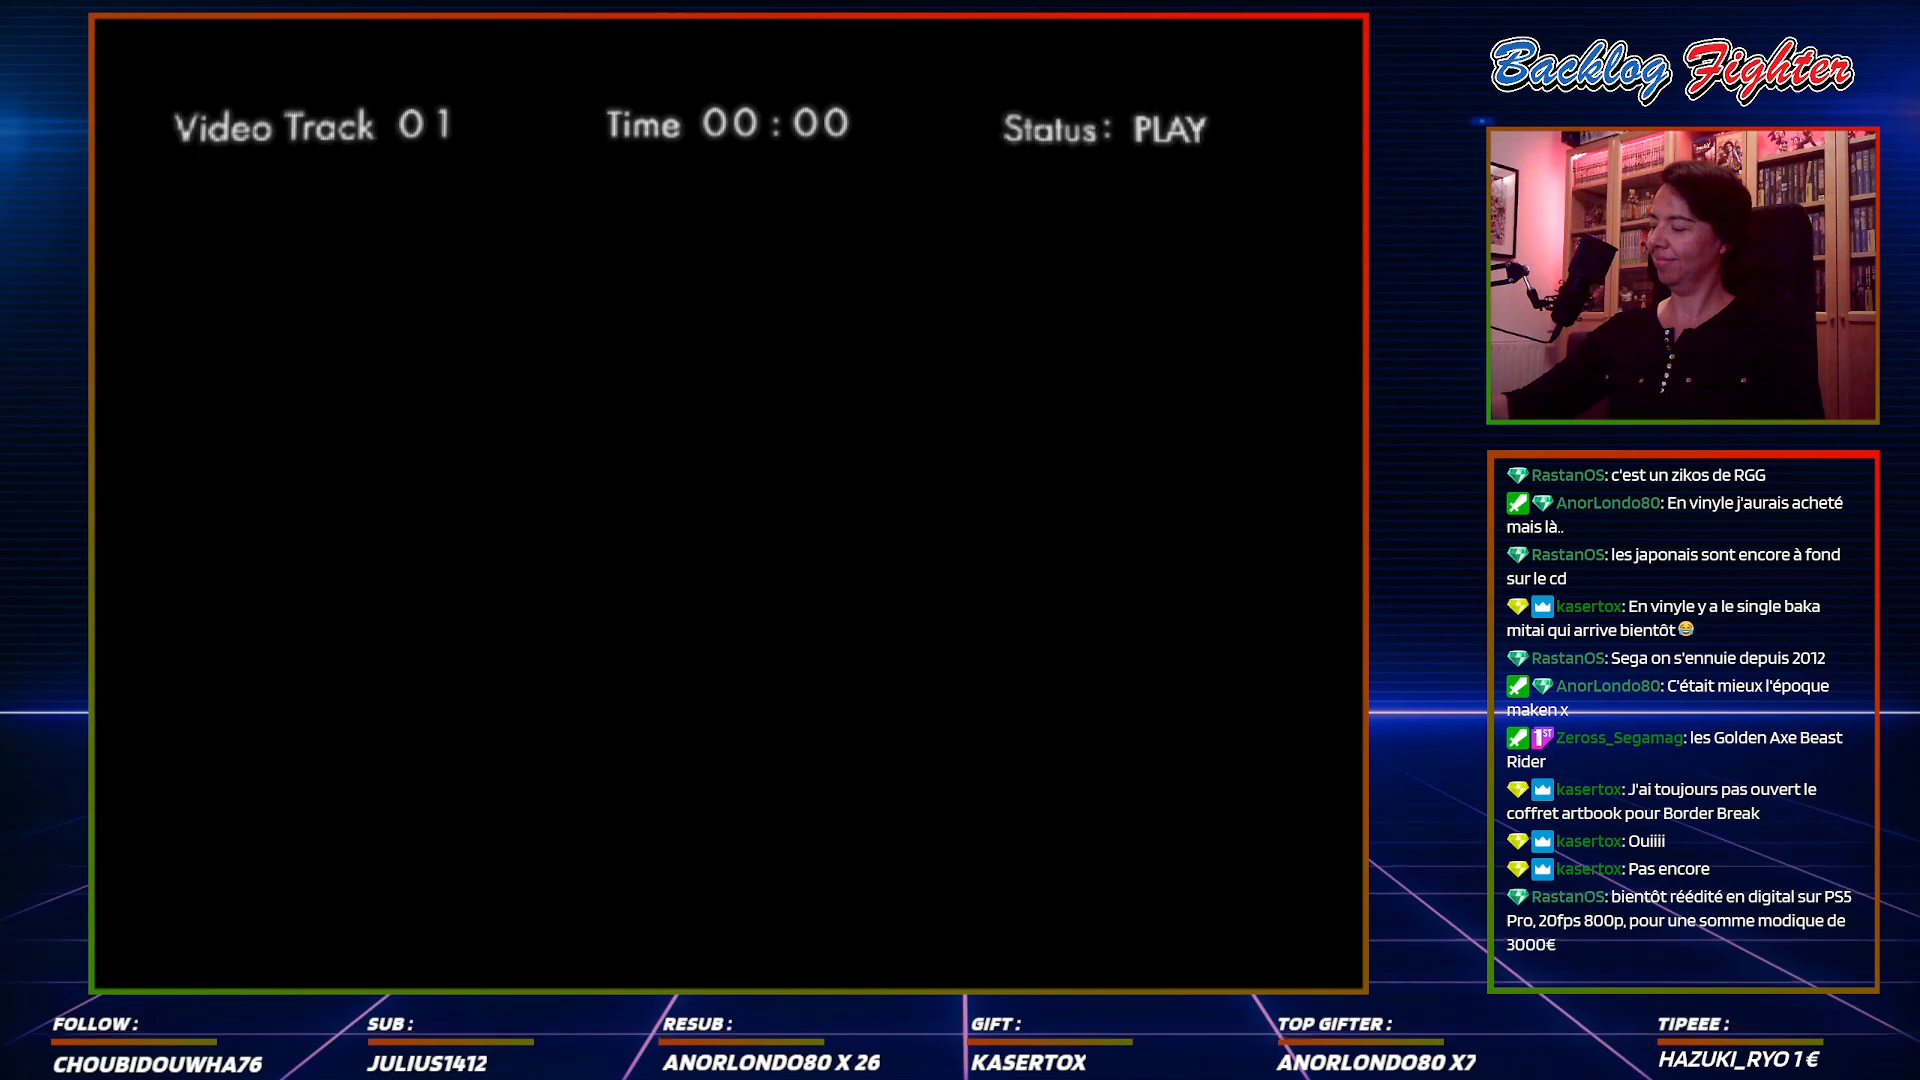 Video Track 01 Time 00:00 Status: PLAY
Backlog Fighter
RastanOS: c'est un zikos de RGG
AnorLondo80: En vinyle j'aurais acheté
mais là..
RastanOS: les japonais sont encore à fond
sur le cd
kasertox: En vinyle y a le single baka
mitai qui arrive bientôt😂
RastanOS: Sega on s'ennuie depuis 2012
AnorLondo80: C'était mieux l'époque
maken x
1ST Zeross_Segamag: les Golden Axe Beast
Rider
kasertox: J'ai toujours pas ouvert le
coffret artbook pour Border Break
kasertox: Ouiiii
kasertox: Pas encore
RastanOS: bientôt réédité en digital sur PS5
Pro, 20fps 800p, pour une somme modique de
3000€
FOLLOW : SUB : RESUB : GIFT : TOP GIFTER : TIPEEE :
CHOUBIDOUWHA76 JULIUS1412 ANORLONDO80 X 26 KASERTOX ANORLONDO80 X7 HAZUKI_RYO 1 €